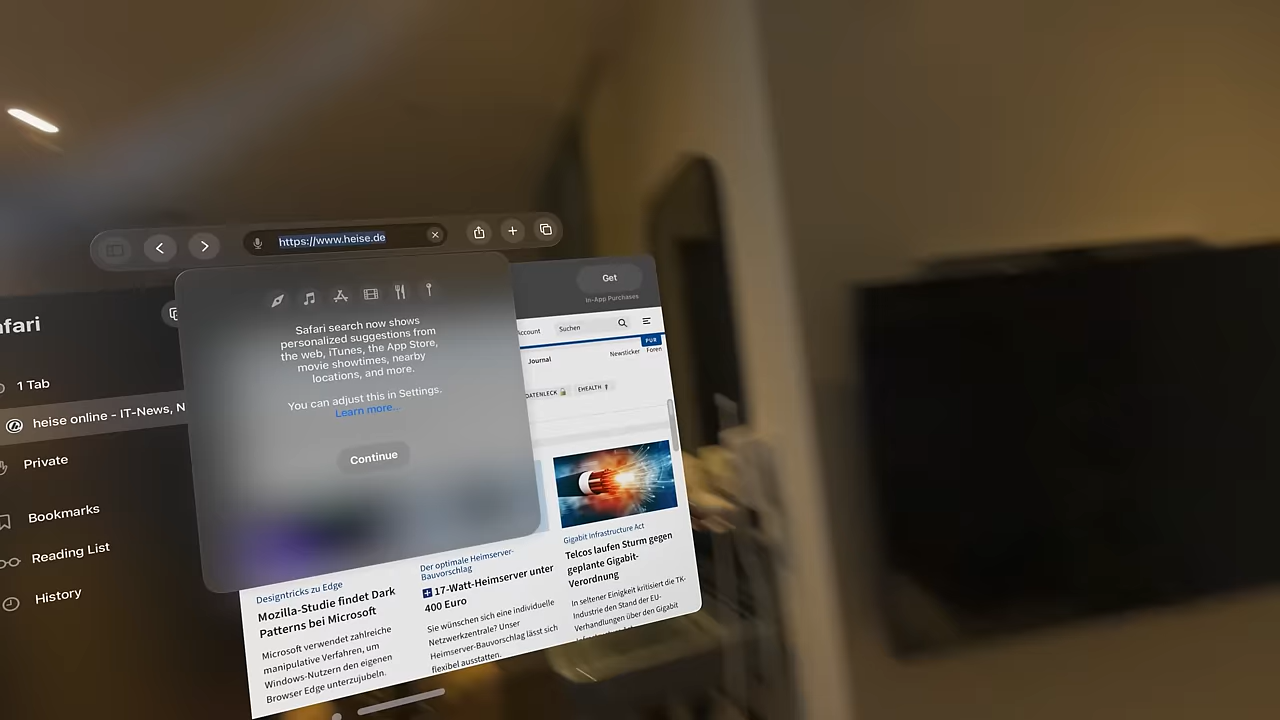 https://www.heise.de
Get
In-App Purchases
Safari search now shows
personalized suggestions from
the web, iTunes, the App Store,
movie showtimes, nearby
locations, and more.
You can adjust this in Settings.
Learn more...
Continue
1 Tab
heise online - IT-News, N
Private
Bookmarks
Reading List
History
Suchen
PUR
Journal
Newsticker
Foren
EHEALTH
Designtricks zu Edge
Mozilla-Studie findet Dark
Patterns bei Microsoft
Microsoft verwendet zahlreiche
manipulative Verfahren, um
Windows-Nutzern den eigenen
Browser Edge unterzujubeln.
Der optimale Heimserver-
Bauvorschlag
17-Watt-Heimserver unter
400 Euro
Sie wünschen sich eine individuelle
Netzwerkzentrale? Unser
Heimserver-Bauvorschlag lässt sich
flexibel ausstatten.
Gigabit Infrastructure Act
Telcos laufen Sturm gegen
geplante Gigabit-
Verordnung
In seltener Einigkeit kritisiert die TK-
Industrie den Stand der EU-
Verhandlungen über den Gigabit